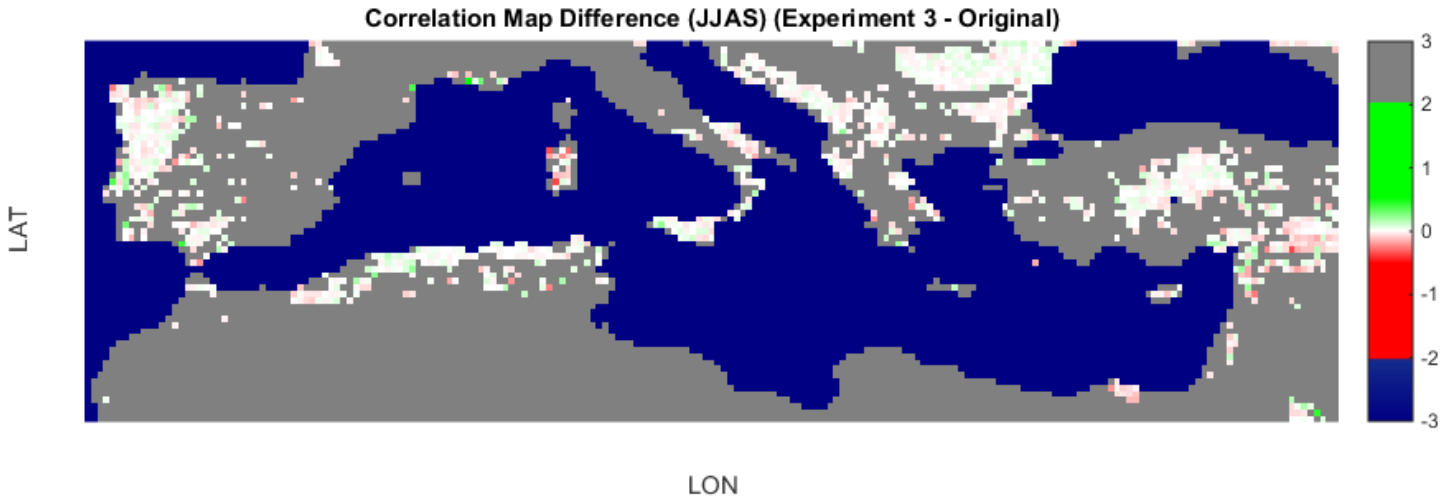 Correlation Map Difference (JJAS) (Experiment 3 - Original)
3
2
1
0
-1
-2
-3
LAT
LON